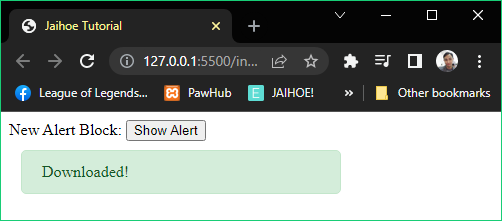 Jaihoe Tutorial
127.0.0.1:5500/in...
League of Legends...
PawHub
JAIHOE!
Other bookmarks
New Alert Block: Show Alert
Downloaded!